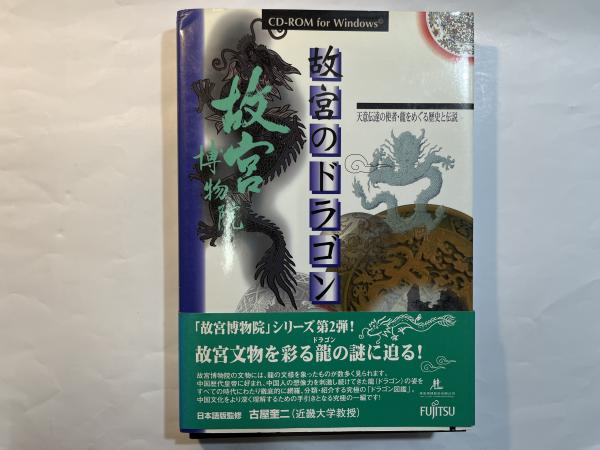 CD-ROM for Windows®
故宮のドラゴン
天意伝達の使者・龍をめぐる歴史と伝説
故宮
博物院
「故宮博物院」シリーズ第2弾!
ドラゴン
故宮文物を彩る龍の謎に迫る!
故宮博物院の文物には、龍の文様を象ったものが数多く見られます。
中国歴代皇帝に好まれ、中国人の想像力を刺激し続けてきた龍(ドラゴン)の姿を
すべての時代にわたり徹底的に網羅、分類・紹介する究極の「ドラゴン図鑑」。
中国文化をより深く理解するための手引きとなる究極の一編です!
日本語版監修 古屋奎二(近畿大学教授)
FUJITSU